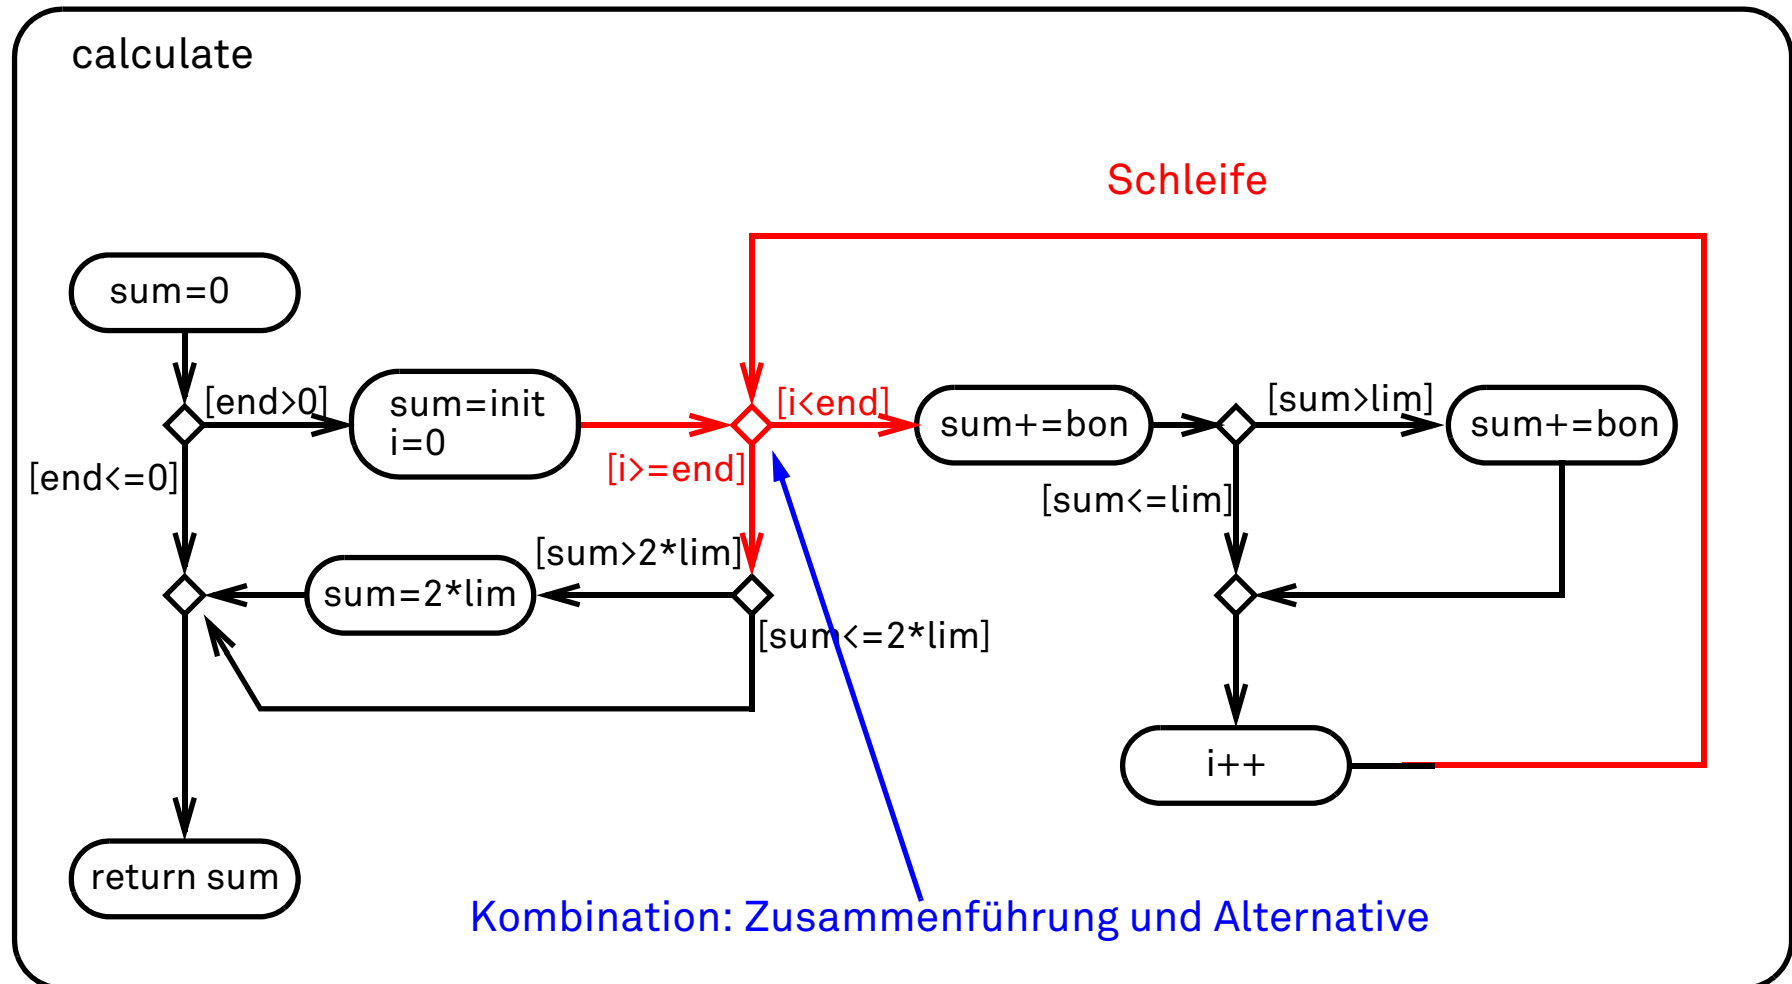 calculate
Schleife
sum=0
[end>0]
sum=init
i=0
[i<end]
sum+=bon
[sum>lim]
sum+=bon
[end<=0]
[i>=end]
[sum<=lim]
[sum>2*lim]
sum=2*lim
[sum<=2*lim]
i++
return sum
Kombination: Zusammenführung und Alternative